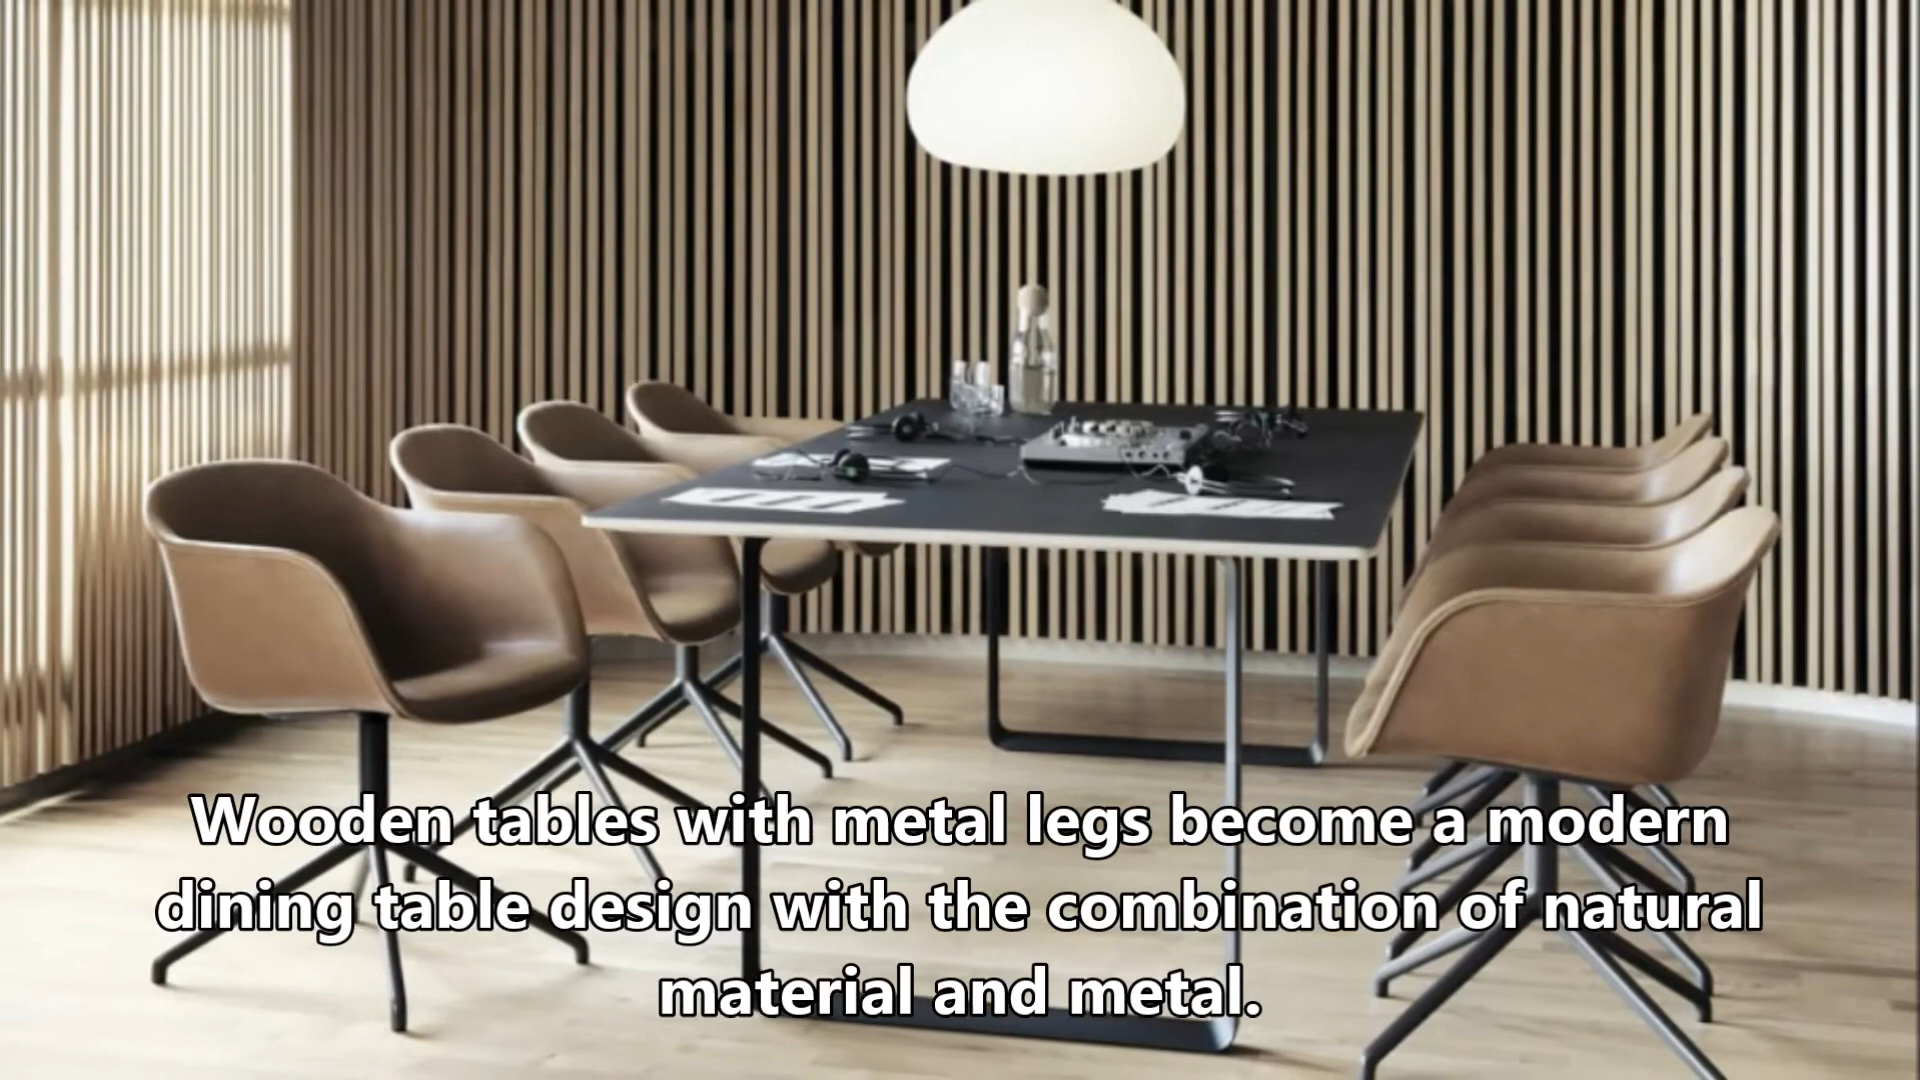 Wooden tables with metal legs become a modern
dining table design with the combination of natural
material and metal.